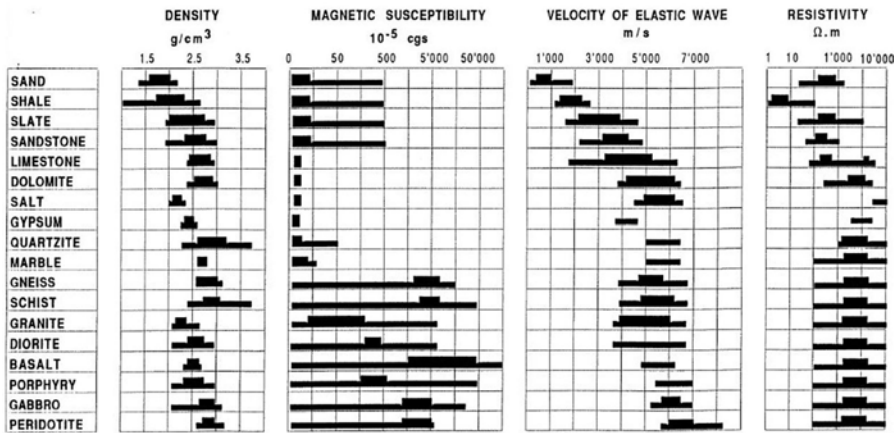 DENSITY MAGNETIC SUSCEPTIBILITY VELOCITY OF ELASTIC WAVE RESISTIVITY
g/cm³ 10⁻⁵ cgs m/s Ω.m
1.5 2.5 3.5 0 50 500 5'000 50'000 1'000 3'000 5'000 7'000 1 10 1'000 10'000
SAND
SHALE
SLATE
SANDSTONE
LIMESTONE
DOLOMITE
SALT
GYPSUM
QUARTZITE
MARBLE
GNEISS
SCHIST
GRANITE
DIORITE
BASALT
PORPHYRY
GABBRO
PERIDOTITE